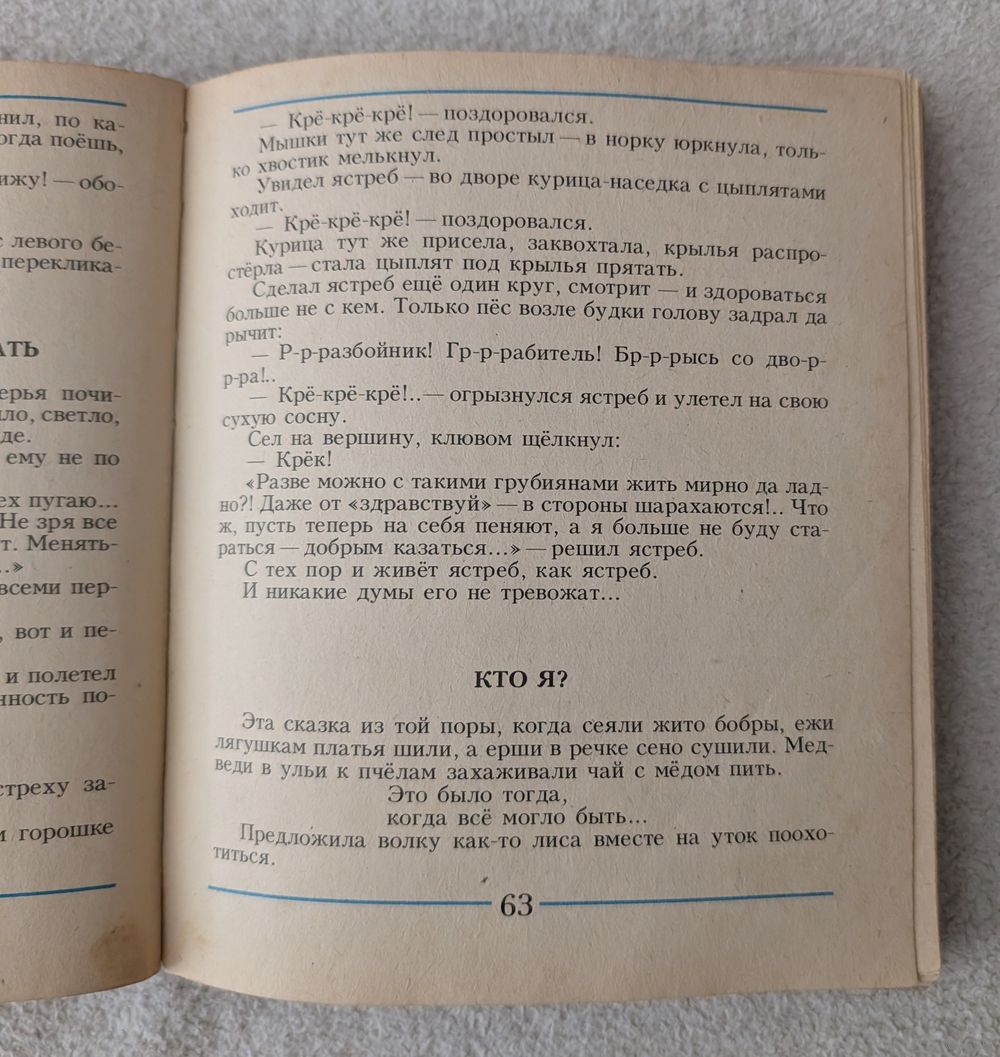 нил, по ка-
огда поёшь,
ижу! — обо-
с левого бе-
переклика-
АТЬ
ерья почи-
ло, светло,
де.
ему не по
ех пугаю...
Не зря все
т. Менять-
..»
всеми пер-
, вот и пе-
и полетел
нность по-
стреху за-
и горошке
— Крё-крё-крё! — поздоровался.
Мышки тут же след простыл — в норку юркнула, толь-
ко хвостик мелькнул.
Увидел ястреб — во дворе курица-наседка с цыплятами
ходит.
— Крё-крё-крё! — поздоровался.
Курица тут же присела, заквохтала, крылья распро-
стёрла — стала цыплят под крылья прятать.
Сделал ястреб ещё один круг, смотрит — и здороваться
больше не с кем. Только пёс возле будки голову задрал да
рычит:
— Р-р-разбойник! Гр-р-рабитель! Бр-р-рысь со дво-р-
р-ра!..
— Крё-крё-крё!.. — огрызнулся ястреб и улетел на свою
сухую сосну.
Сел на вершину, клювом щёлкнул:
— Крёк!
«Разве можно с такими грубиянами жить мирно да лад-
но?! Даже от «здравствуй» — в стороны шарахаются!.. Что
ж, пусть теперь на себя пеняют, а я больше не буду ста-
раться — добрым казаться...» — решил ястреб.
С тех пор и живёт ястреб, как ястреб.
И никакие думы его не тревожат...
КТО Я?
Эта сказка из той поры, когда сеяли жито бобры, ежи
лягушкам платья шили, а ерши в речке сено сушили. Мед-
веди в ульи к пчёлам захаживали чай с мёдом пить.
Это было тогда,
когда всё могло быть...
Предложила волку как-то лиса вместе на уток поохо-
титься.
63